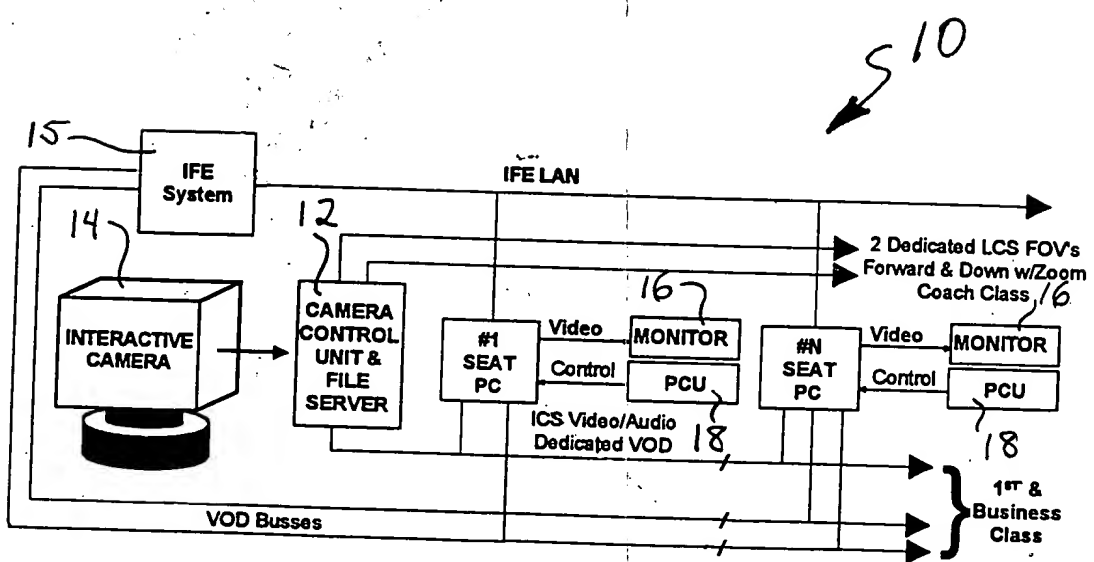 10
15
IFE
System
IFE LAN
14
12
2 Dedicated LCS FOV's
Forward & Down w/Zoom
Coach Class
16
16
INTERACTIVE
CAMERA
CAMERA
CONTROL
UNIT &
FILE
SERVER
#1
SEAT
PC
Video
Control
MONITOR
PCU
18
#N
SEAT
PC
Video
Control
MONITOR
PCU
18
ICS Video/Audio
Dedicated VOD
VOD Busses
1ST &
Business
Class